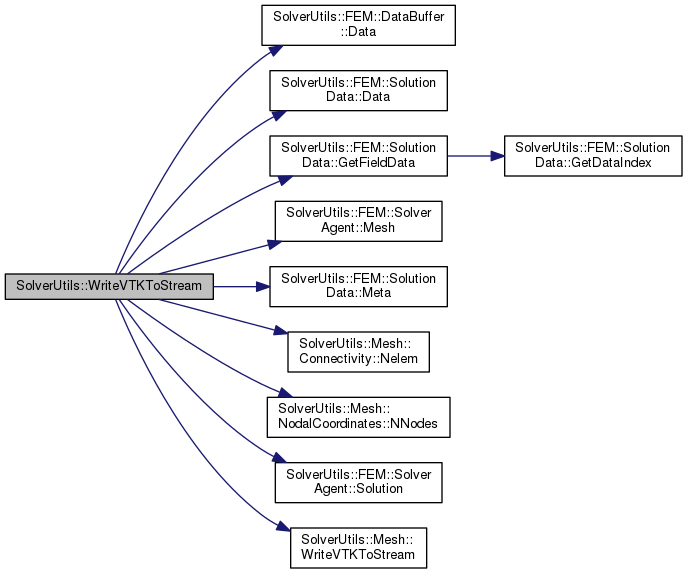 SolverUtils::WriteVTKToStream
SolverUtils::FEM::DataBuffer
::Data
SolverUtils::FEM::Solution
Data::Data
SolverUtils::FEM::Solution
Data::GetFieldData
SolverUtils::FEM::Solution
Data::GetDataIndex
SolverUtils::FEM::Solver
Agent::Mesh
SolverUtils::FEM::Solution
Data::Meta
SolverUtils::Mesh::
Connectivity::Nelem
SolverUtils::Mesh::
NodalCoordinates::NNodes
SolverUtils::FEM::Solver
Agent::Solution
SolverUtils::Mesh::
WriteVTKToStream